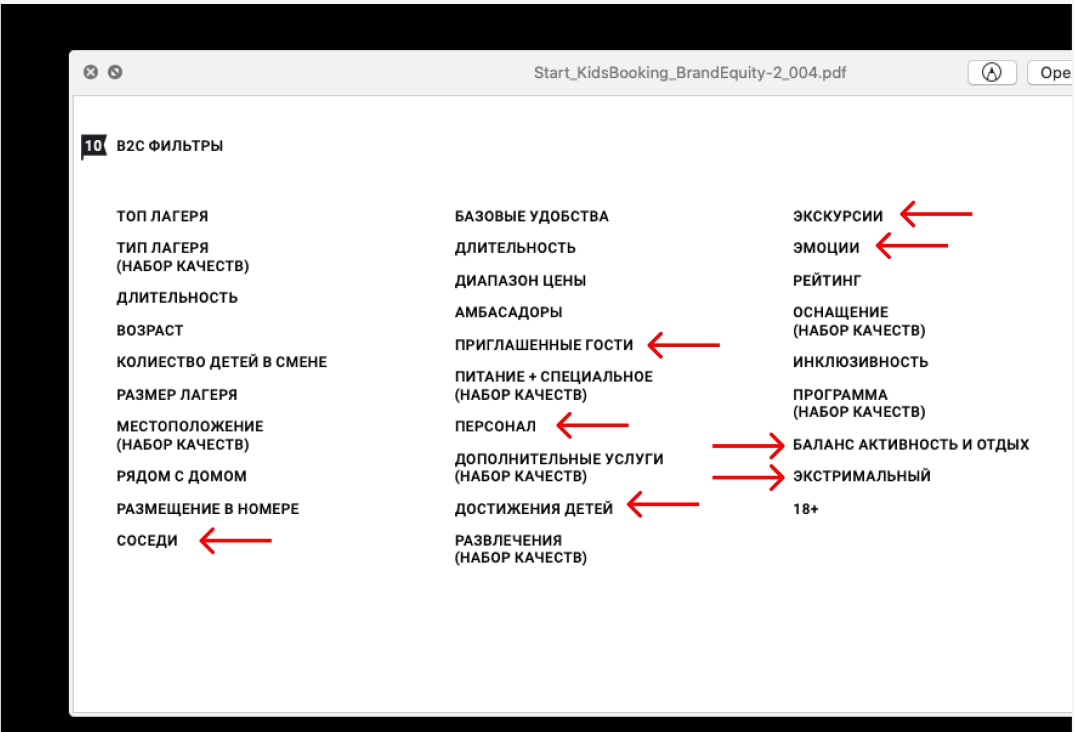 Start_KidsBooking_BrandEquity-2_004.pdf
Ope
10 B2C ФИЛЬТРЫ
ТОП ЛАГЕРЯ
ТИП ЛАГЕРЯ
(НАБОР КАЧЕСТВ)
ДЛИТЕЛЬНОСТЬ
ВОЗРАСТ
КОЛИЕСТВО ДЕТЕЙ В СМЕНЕ
РАЗМЕР ЛАГЕРЯ
МЕСТОПОЛОЖЕНИЕ
(НАБОР КАЧЕСТВ)
РЯДОМ С ДОМОМ
РАЗМЕЩЕНИЕ В НОМЕРЕ
СОСЕДИ
БАЗОВЫЕ УДОБСТВА
ДЛИТЕЛЬНОСТЬ
ДИАПАЗОН ЦЕНЫ
АМБАСАДОРЫ
ПРИГЛАШЕННЫЕ ГОСТИ
ПИТАНИЕ + СПЕЦИАЛЬНОЕ
(НАБОР КАЧЕСТВ)
ПЕРСОНАЛ
ДОПОЛНИТЕЛЬНЫЕ УСЛУГИ
(НАБОР КАЧЕСТВ)
ДОСТИЖЕНИЯ ДЕТЕЙ
РАЗВЛЕЧЕНИЯ
(НАБОР КАЧЕСТВ)
ЭКСКУРСИИ
ЭМОЦИИ
РЕЙТИНГ
ОСНАЩЕНИЕ
(НАБОР КАЧЕСТВ)
ИНКЛЮЗИВНОСТЬ
ПРОГРАММА
(НАБОР КАЧЕСТВ)
БАЛАНС АКТИВНОСТЬ И ОТДЫХ
ЭКСТРИМАЛЬНЫЙ
18+